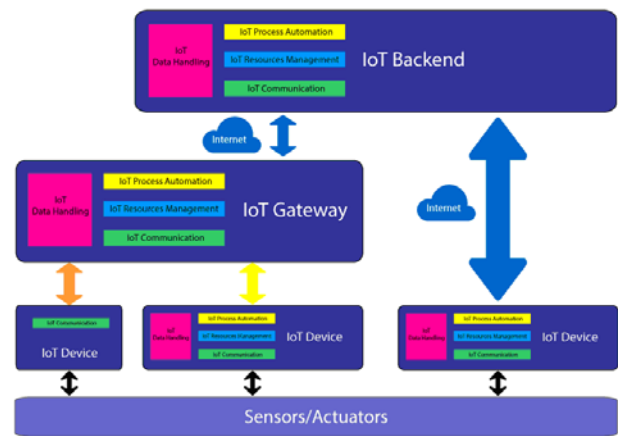 IoT Process Automation
IoT
Data Handling
IoT Resources Management
IoT Backend
IoT Communication
Internet
IoT Process Automation
IoT
Data Handling
IoT Resources Management
IoT Gateway
IoT Communication
Internet
IoT Communication
IoT Device
IoT Process Automation
IoT
Data Handling
IoT Resources Management
IoT Device
IoT Communication
IoT Process Automation
IoT
Data Handling
IoT Resources Management
IoT Device
IoT Communication
Sensors/Actuators